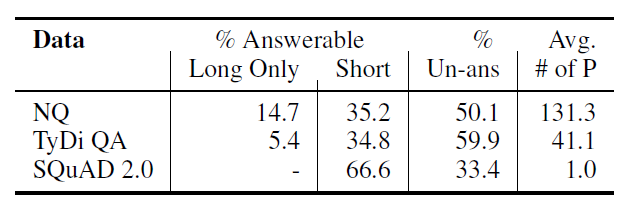 Data % Answerable % Avg.
Long Only Short Un-ans # of P
NQ 14.7 35.2 50.1 131.3
TyDi QA 5.4 34.8 59.9 41.1
SQuAD 2.0 - 66.6 33.4 1.0